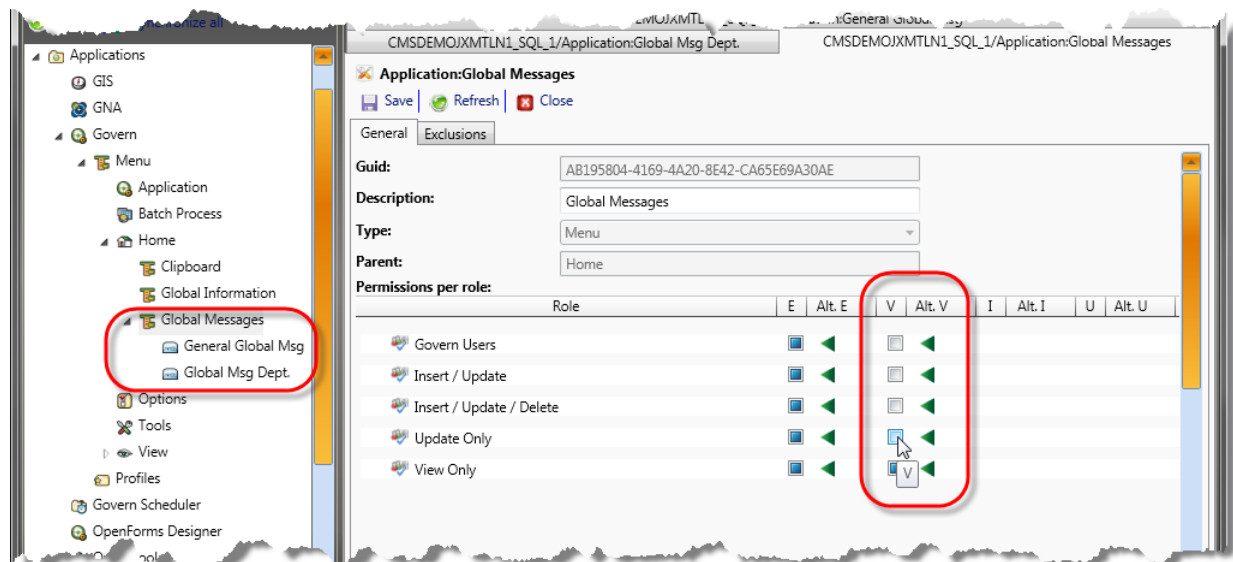 ronize all
Applications
GIS
GNA
Govern
Menu
Application
Batch Process
Home
Clipboard
Global Information
Global Messages
General Global Msg
Global Msg Dept.
Options
Tools
View
Profiles
Govern Scheduler
OpenForms Designer
CMSDEMOJXMTLN1_SQL_1/Application:Global Msg Dept.
CMSDEMOJXMTLN1_SQL_1/Application:Global Messages
Application:Global Messages
Save Refresh Close
General Exclusions
Guid: AB195804-4169-4A20-8E42-CA65E69A30AE
Description: Global Messages
Type: Menu
Parent: Home
Permissions per role:
Role E Alt. E V Alt. V I Alt. I U Alt. U
Govern Users
Insert / Update
Insert / Update / Delete
Update Only
View Only
V